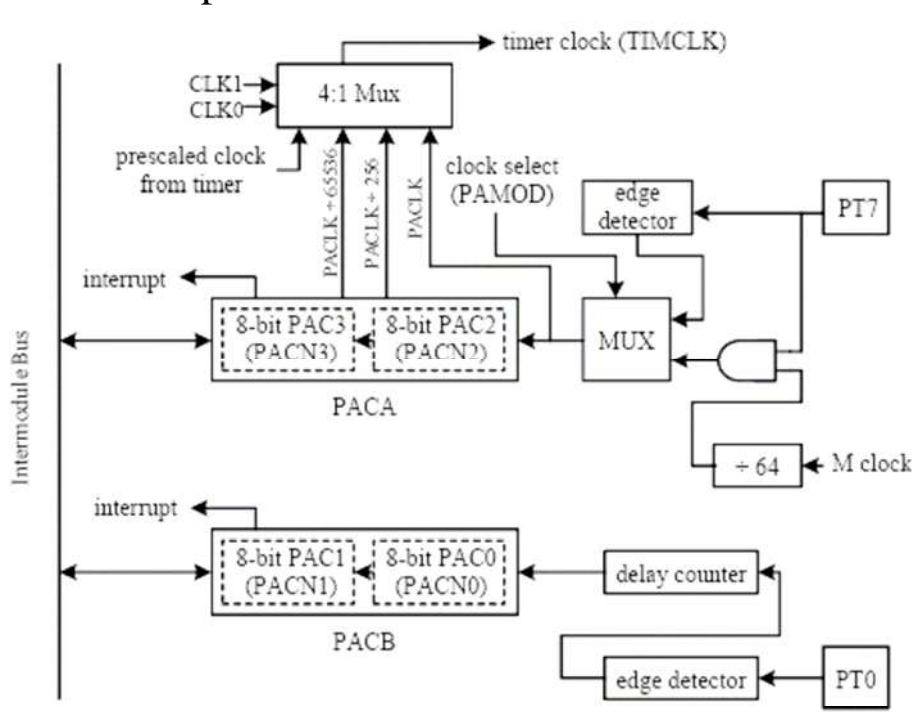 timer clock (TIMCLK)
CLK1
CLK0
4:1 Mux
prescaled clock
from timer
PACLK ÷ 65536
PACLK ÷ 256
PACLK
clock select
(PAMOD)
edge
detector
PT7
interrupt
8-bit PAC3
(PACN3)
8-bit PAC2
(PACN2)
MUX
PACA
÷ 64
M clock
Intermodule Bus
interrupt
8-bit PAC1
(PACN1)
8-bit PAC0
(PACN0)
delay counter
PACB
edge detector
PT0